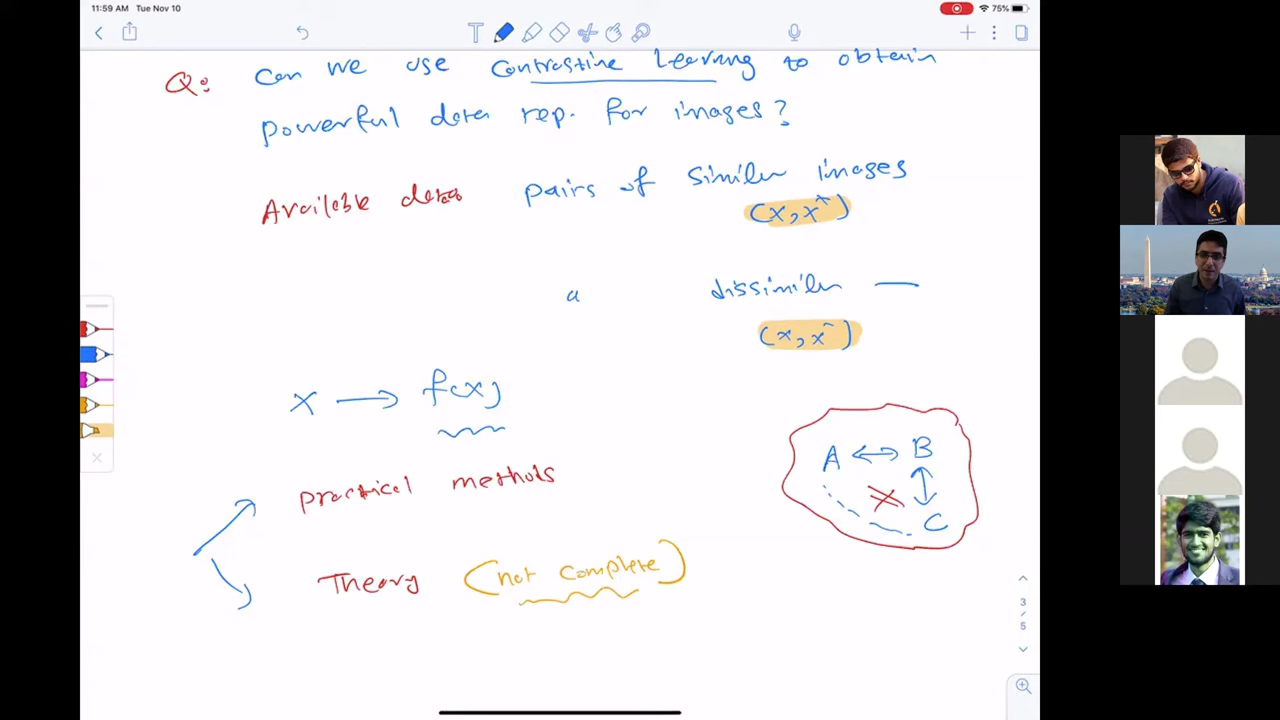 11:59 AM Tue Nov 10
75%
Q: Can we use contrastive learning to obtain
powerful data rep. for images?
Available data pairs of similar images
(x, x⁺)
" dissimilar —
(x, x⁻)
x → f(x)
A ↔ B
↕
C
practical methods
Theory (not complete)
3
/
5